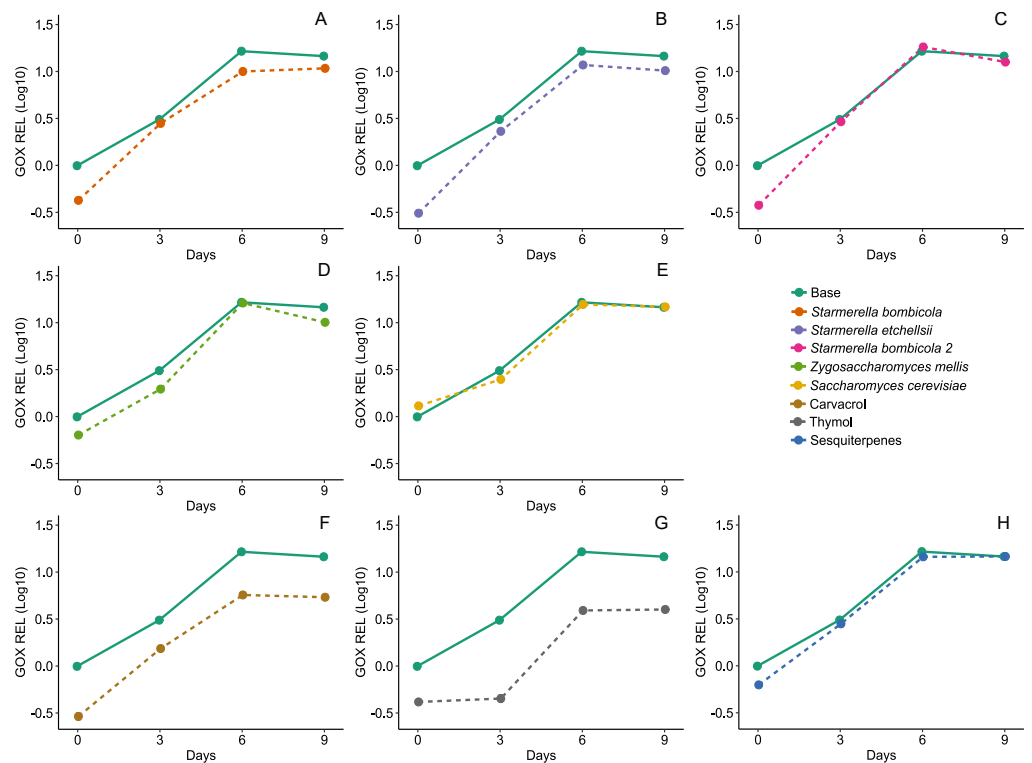 A
GOX REL (Log10)
1.5
1.0
0.5
0.0
-0.5
0 3 6 9
Days
B
GOx REL (Log10)
1.5
1.0
0.5
0.0
-0.5
0 3 6 9
Days
C
GOX REL (Log10)
1.5
1.0
0.5
0.0
-0.5
0 3 6 9
Days
D
GOX REL (Log10)
1.5
1.0
0.5
0.0
-0.5
0 3 6 9
Days
E
GOX REL (Log10)
1.5
1.0
0.5
0.0
-0.5
0 3 6 9
Days
Base
Starmerella bombicola
Starmerella etchellsii
Starmerella bombicola 2
Zygosaccharomyces mellis
Saccharomyces cerevisiae
Carvacrol
Thymol
Sesquiterpenes
F
GOX REL (Log10)
1.5
1.0
0.5
0.0
-0.5
0 3 6 9
Days
G
GOX REL (Log10)
1.5
1.0
0.5
0.0
-0.5
0 3 6 9
Days
H
GOX REL (Log10)
1.5
1.0
0.5
0.0
-0.5
0 3 6 9
Days